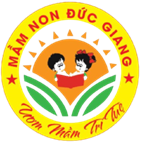 MẦM NON ĐỨC GIANG
Ươm Mầm Trí Tuệ